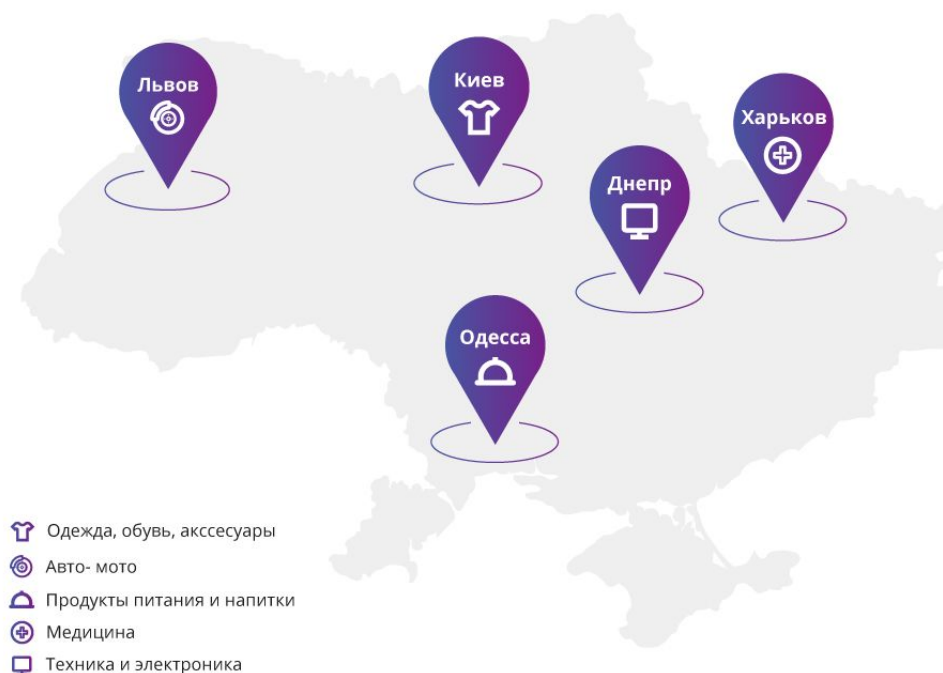 Львов
Киев
Харьков
Днепр
Одесса
Одежда, обувь, акссесуары
Авто- мото
Продукты питания и напитки
Медицина
Техника и электроника